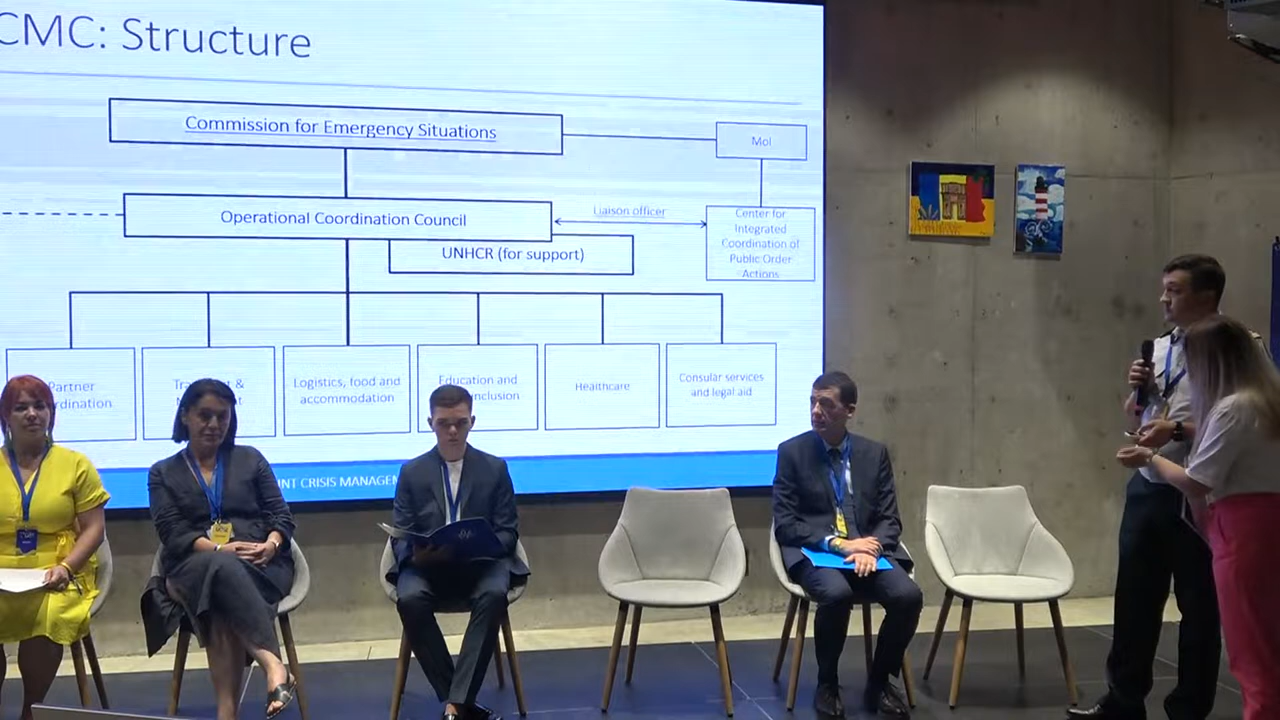 CMC: Structure
Commission for Emergency Situations
MoI
Operational Coordination Council
Liaison officer
Center for
Integrated
Coordination of
Public Order
Actions
UNHCR (for support)
Partner
Logistics, food and
accommodation
Education and
Healthcare
Consular services
and legal aid
CRISIS